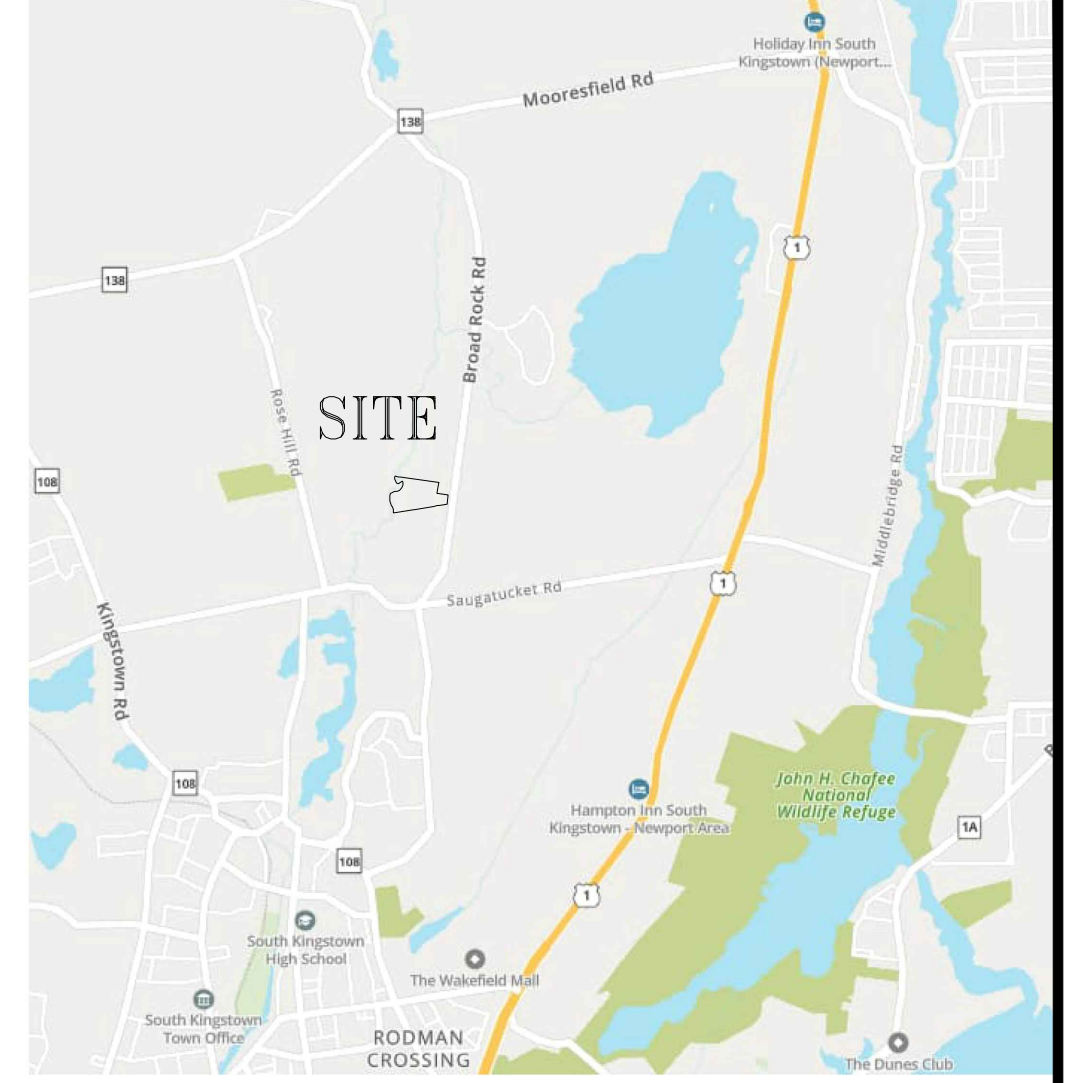 Holiday Inn South
Kingstown (Newport...
Mooresfield Rd
138
1
138
Broad Rock Rd
Rose Hill Rd
SITE
108
Middlebridge Rd
1
Saugatucket Rd
Kingstown Rd
108
John H. Chafee
National
Wildlife Refuge
Hampton Inn South
Kingstown - Newport Area
1A
108
1
South Kingstown
High School
The Wakefield Mall
South Kingstown
Town Office
RODMAN
CROSSING
The Dunes Club